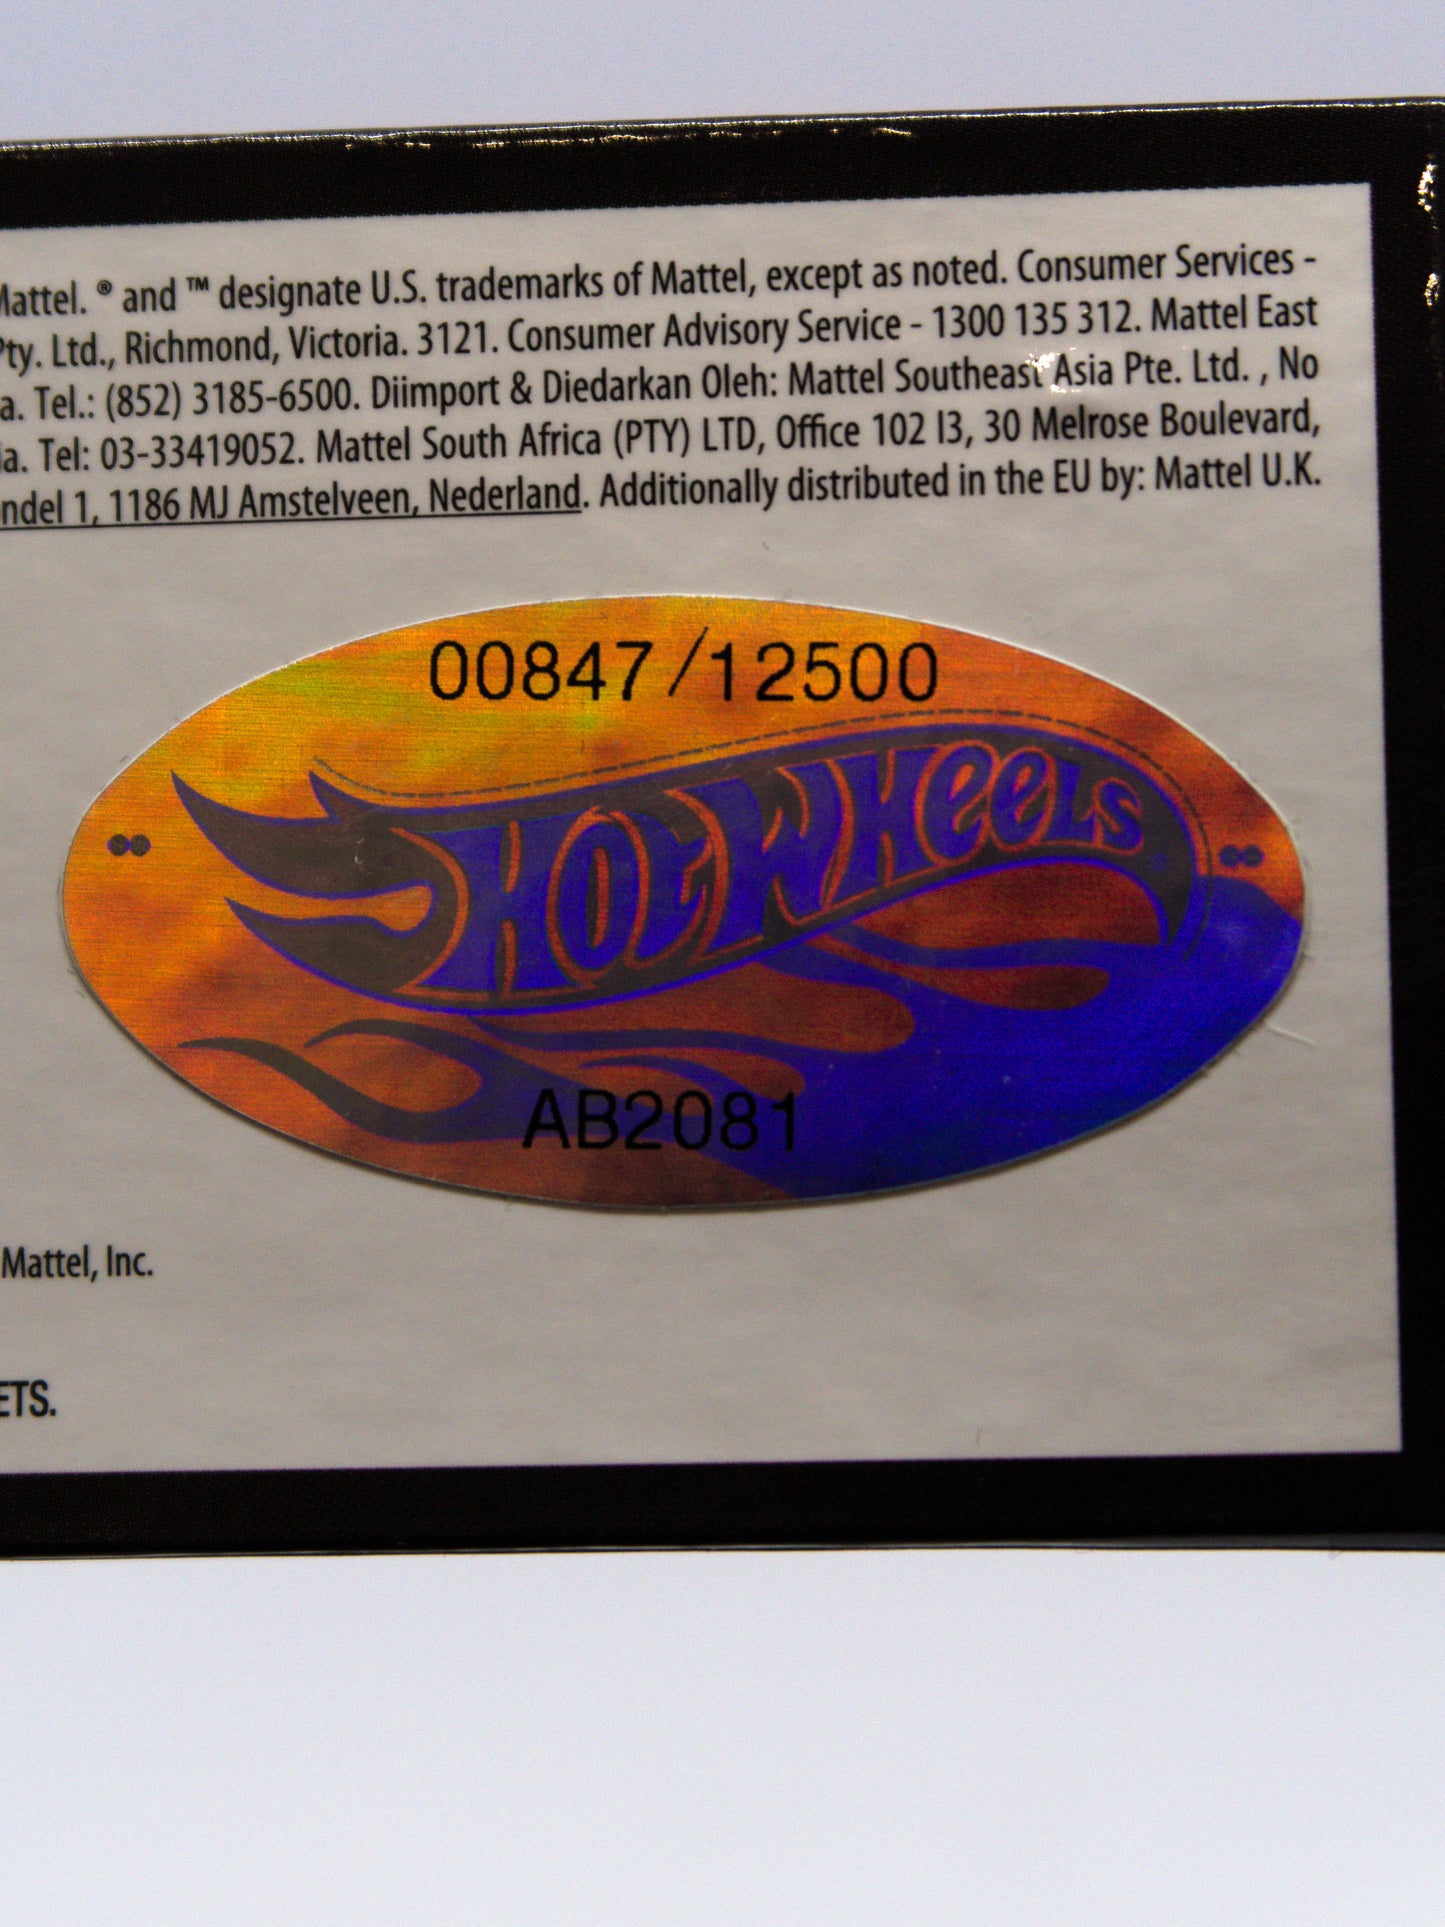 Mattel. ® and ™ designate U.S. trademarks of Mattel, except as noted. Consumer Services -
Pty. Ltd., Richmond, Victoria. 3121. Consumer Advisory Service - 1300 135 312. Mattel East
a. Tel.: (852) 3185-6500. Diimport & Diedarkan Oleh: Mattel Southeast Asia Pte. Ltd. , No
ia. Tel: 03-33419052. Mattel South Africa (PTY) LTD, Office 102 I3, 30 Melrose Boulevard,
ndel 1, 1186 MJ Amstelveen, Nederland. Additionally distributed in the EU by: Mattel U.K.
00847/12500
HOT WHEELS
AB2081
Mattel, Inc.
ETS.